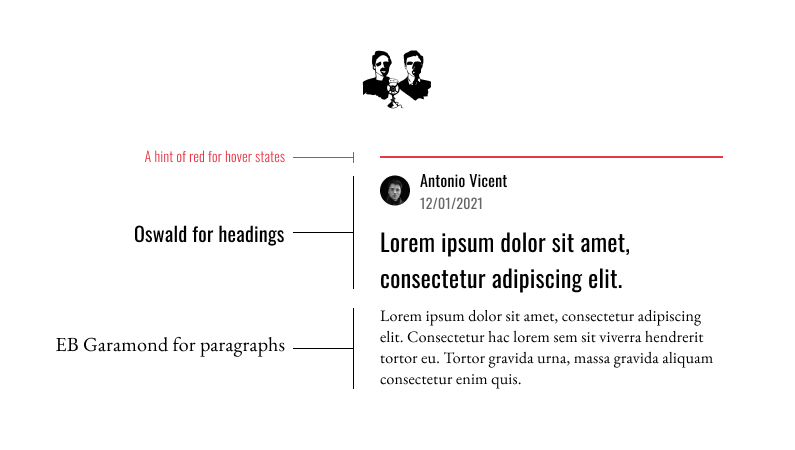 A hint of red for hover states
Antonio Vicent
12/01/2021
Oswald for headings
Lorem ipsum dolor sit amet,
consectetur adipiscing elit.
EB Garamond for paragraphs
Lorem ipsum dolor sit amet, consectetur adipiscing
elit. Consectetur hac lorem sem sit viverra hendrerit
tortor eu. Tortor gravida urna, massa gravida aliquam
consectetur enim quis.